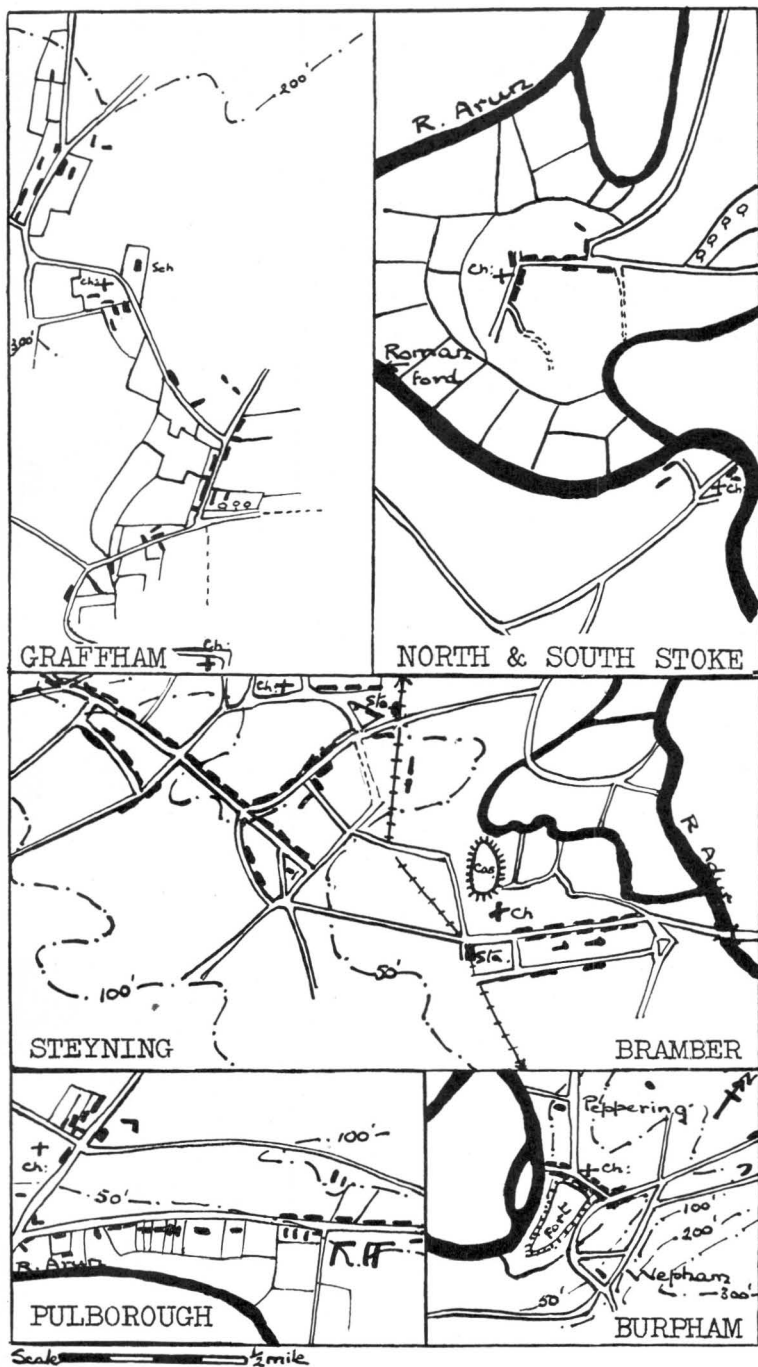 200'
Sch
Ch:
300'
GRAFFHAM
Ch:
R. Arun
Ch:
Roman
ford
Ch:
NORTH & SOUTH STOKE
Ch:
Sta.
Cas.
R. Adur
Ch
Sta.
50'
100'
STEYNING
BRAMBER
100'
Ch:
50'
R. Arun
PULBOROUGH
Peppering
N
Ch:
Fort
100'
200'
Wepham
50'
300'
BURPHAM
Scale
1/2 mile